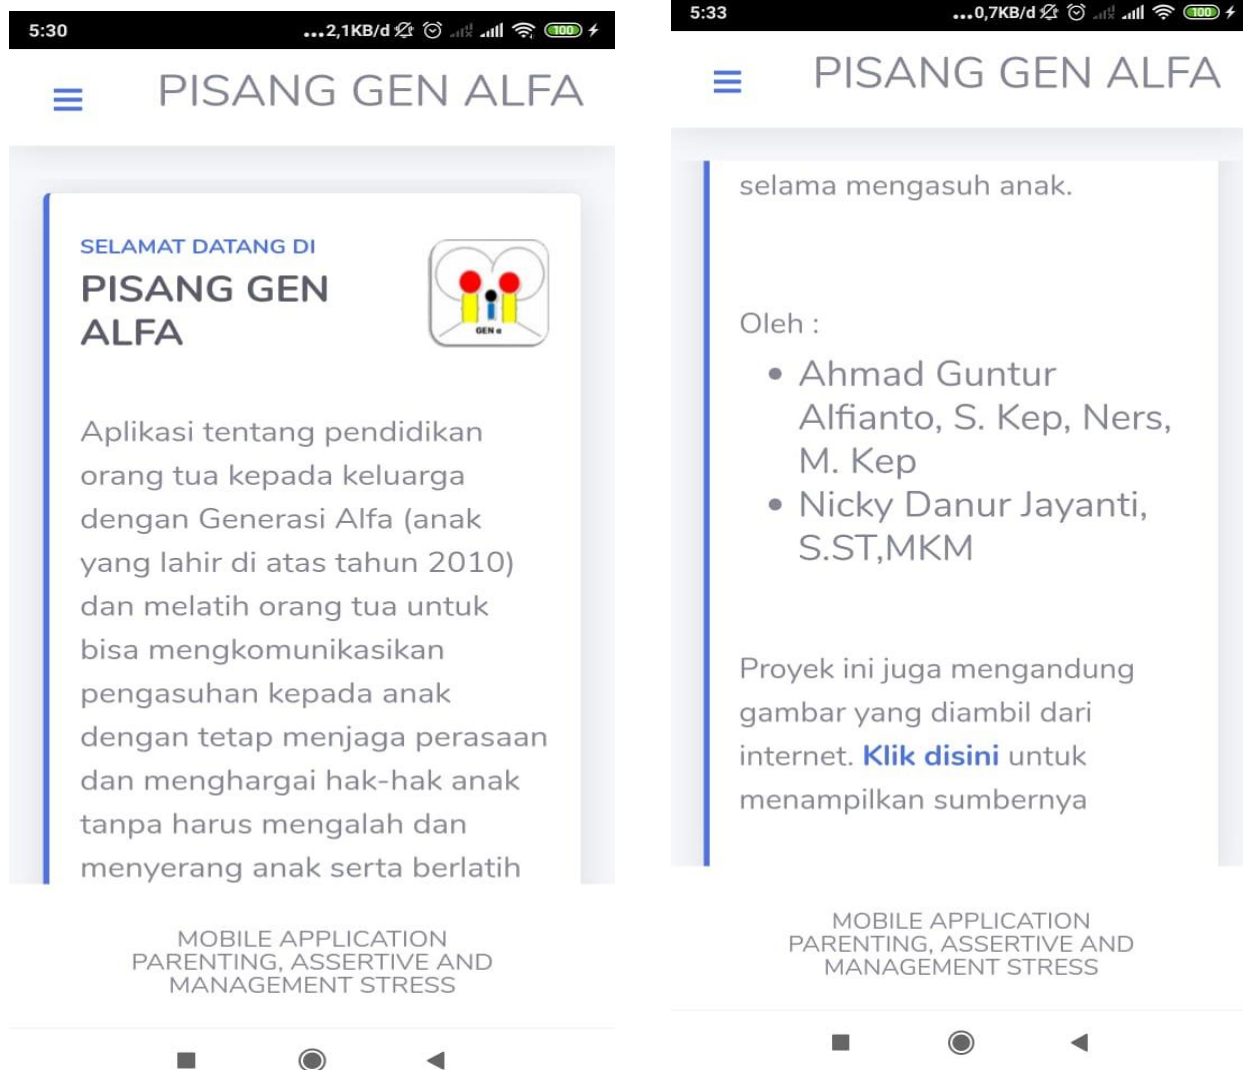 5:30
...2,1KB/d
100
PISANG GEN ALFA
SELAMAT DATANG DI
PISANG GEN
ALFA
GEN α
Aplikasi tentang pendidikan
orang tua kepada keluarga
dengan Generasi Alfa (anak
yang lahir di atas tahun 2010)
dan melatih orang tua untuk
bisa mengkomunikasikan
pengasuhan kepada anak
dengan tetap menjaga perasaan
dan menghargai hak-hak anak
tanpa harus mengalah dan
menyerang anak serta berlatih
MOBILE APPLICATION
PARENTING, ASSERTIVE AND
MANAGEMENT STRESS
5:33
...0,7KB/d
100
PISANG GEN ALFA
selama mengasuh anak.
Oleh :
• Ahmad Guntur
Alfianto, S. Kep, Ners,
M. Kep
• Nicky Danur Jayanti,
S.ST,MKM
Proyek ini juga mengandung
gambar yang diambil dari
internet. Klik disini untuk
menampilkan sumbernya
MOBILE APPLICATION
PARENTING, ASSERTIVE AND
MANAGEMENT STRESS